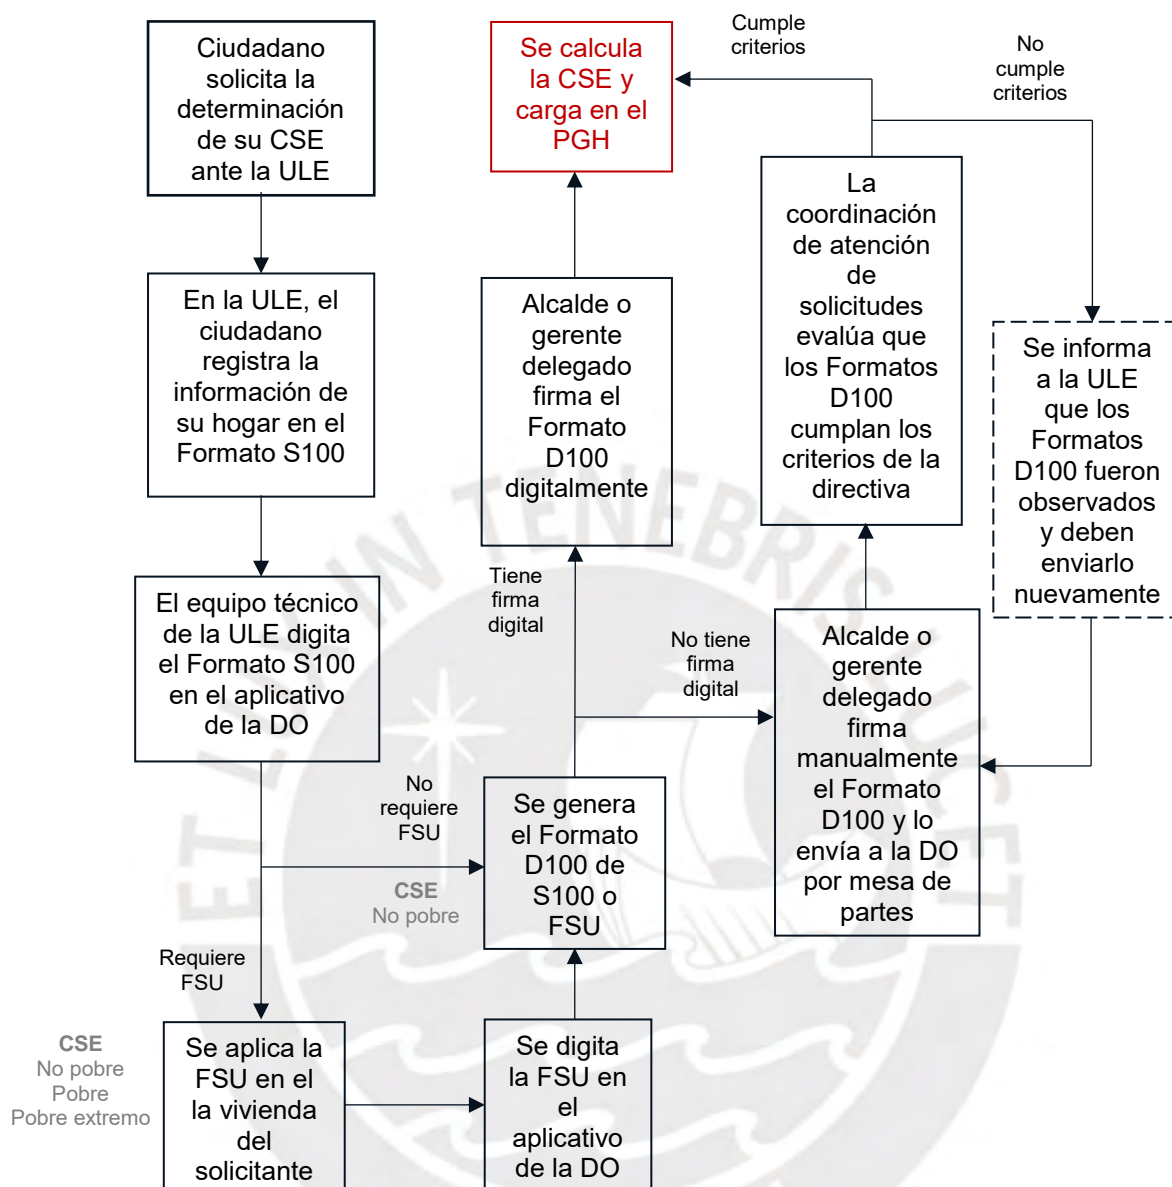 Ciudadano
solicita la
determinación
de su CSE
ante la ULE
En la ULE, el
ciudadano
registra la
información de
su hogar en el
Formato S100
El equipo técnico
de la ULE digita
el Formato S100
en el aplicativo
de la DO
No
requiere
FSU
CSE
No pobre
Requiere
FSU
CSE
No pobre
Pobre
Pobre extremo
Se aplica la
FSU en el
la vivienda
del
solicitante
Se digita
la FSU en
el
aplicativo
de la DO
Se genera
el Formato
D100 de
S100 o
FSU
Tiene
firma
digital
No tiene
firma
digital
Alcalde o
gerente
delegado
firma el
Formato
D100
digitalmente
Se calcula
la CSE y
carga en el
PGH
Alcalde o
gerente
delegado
firma
manualmente
el Formato
D100 y lo
envía a la DO
por mesa de
partes
La
coordinación
de atención
de
solicitudes
evalúa que
los Formatos
D100
cumplan los
criterios de la
directiva
Cumple
criterios
No
cumple
criterios
Se informa
a la ULE
que los
Formatos
D100 fueron
observados
y deben
enviarlo
nuevamente
ET LUX IN TENEBRIS LUCET